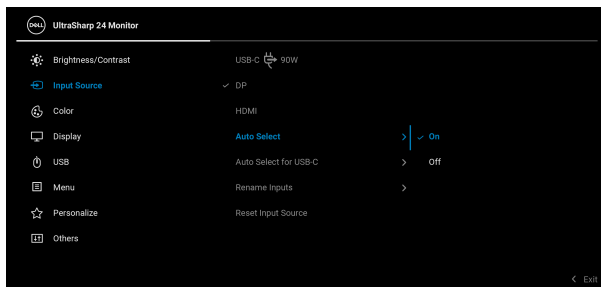 DELL UltraSharp 24 Monitor
Brightness/Contrast
USB-C 90W
Input Source
DP
Color
HDMI
Display
Auto Select
On
USB
Auto Select for USB-C
Off
Menu
Rename Inputs
Personalize
Reset Input Source
Others
Exit